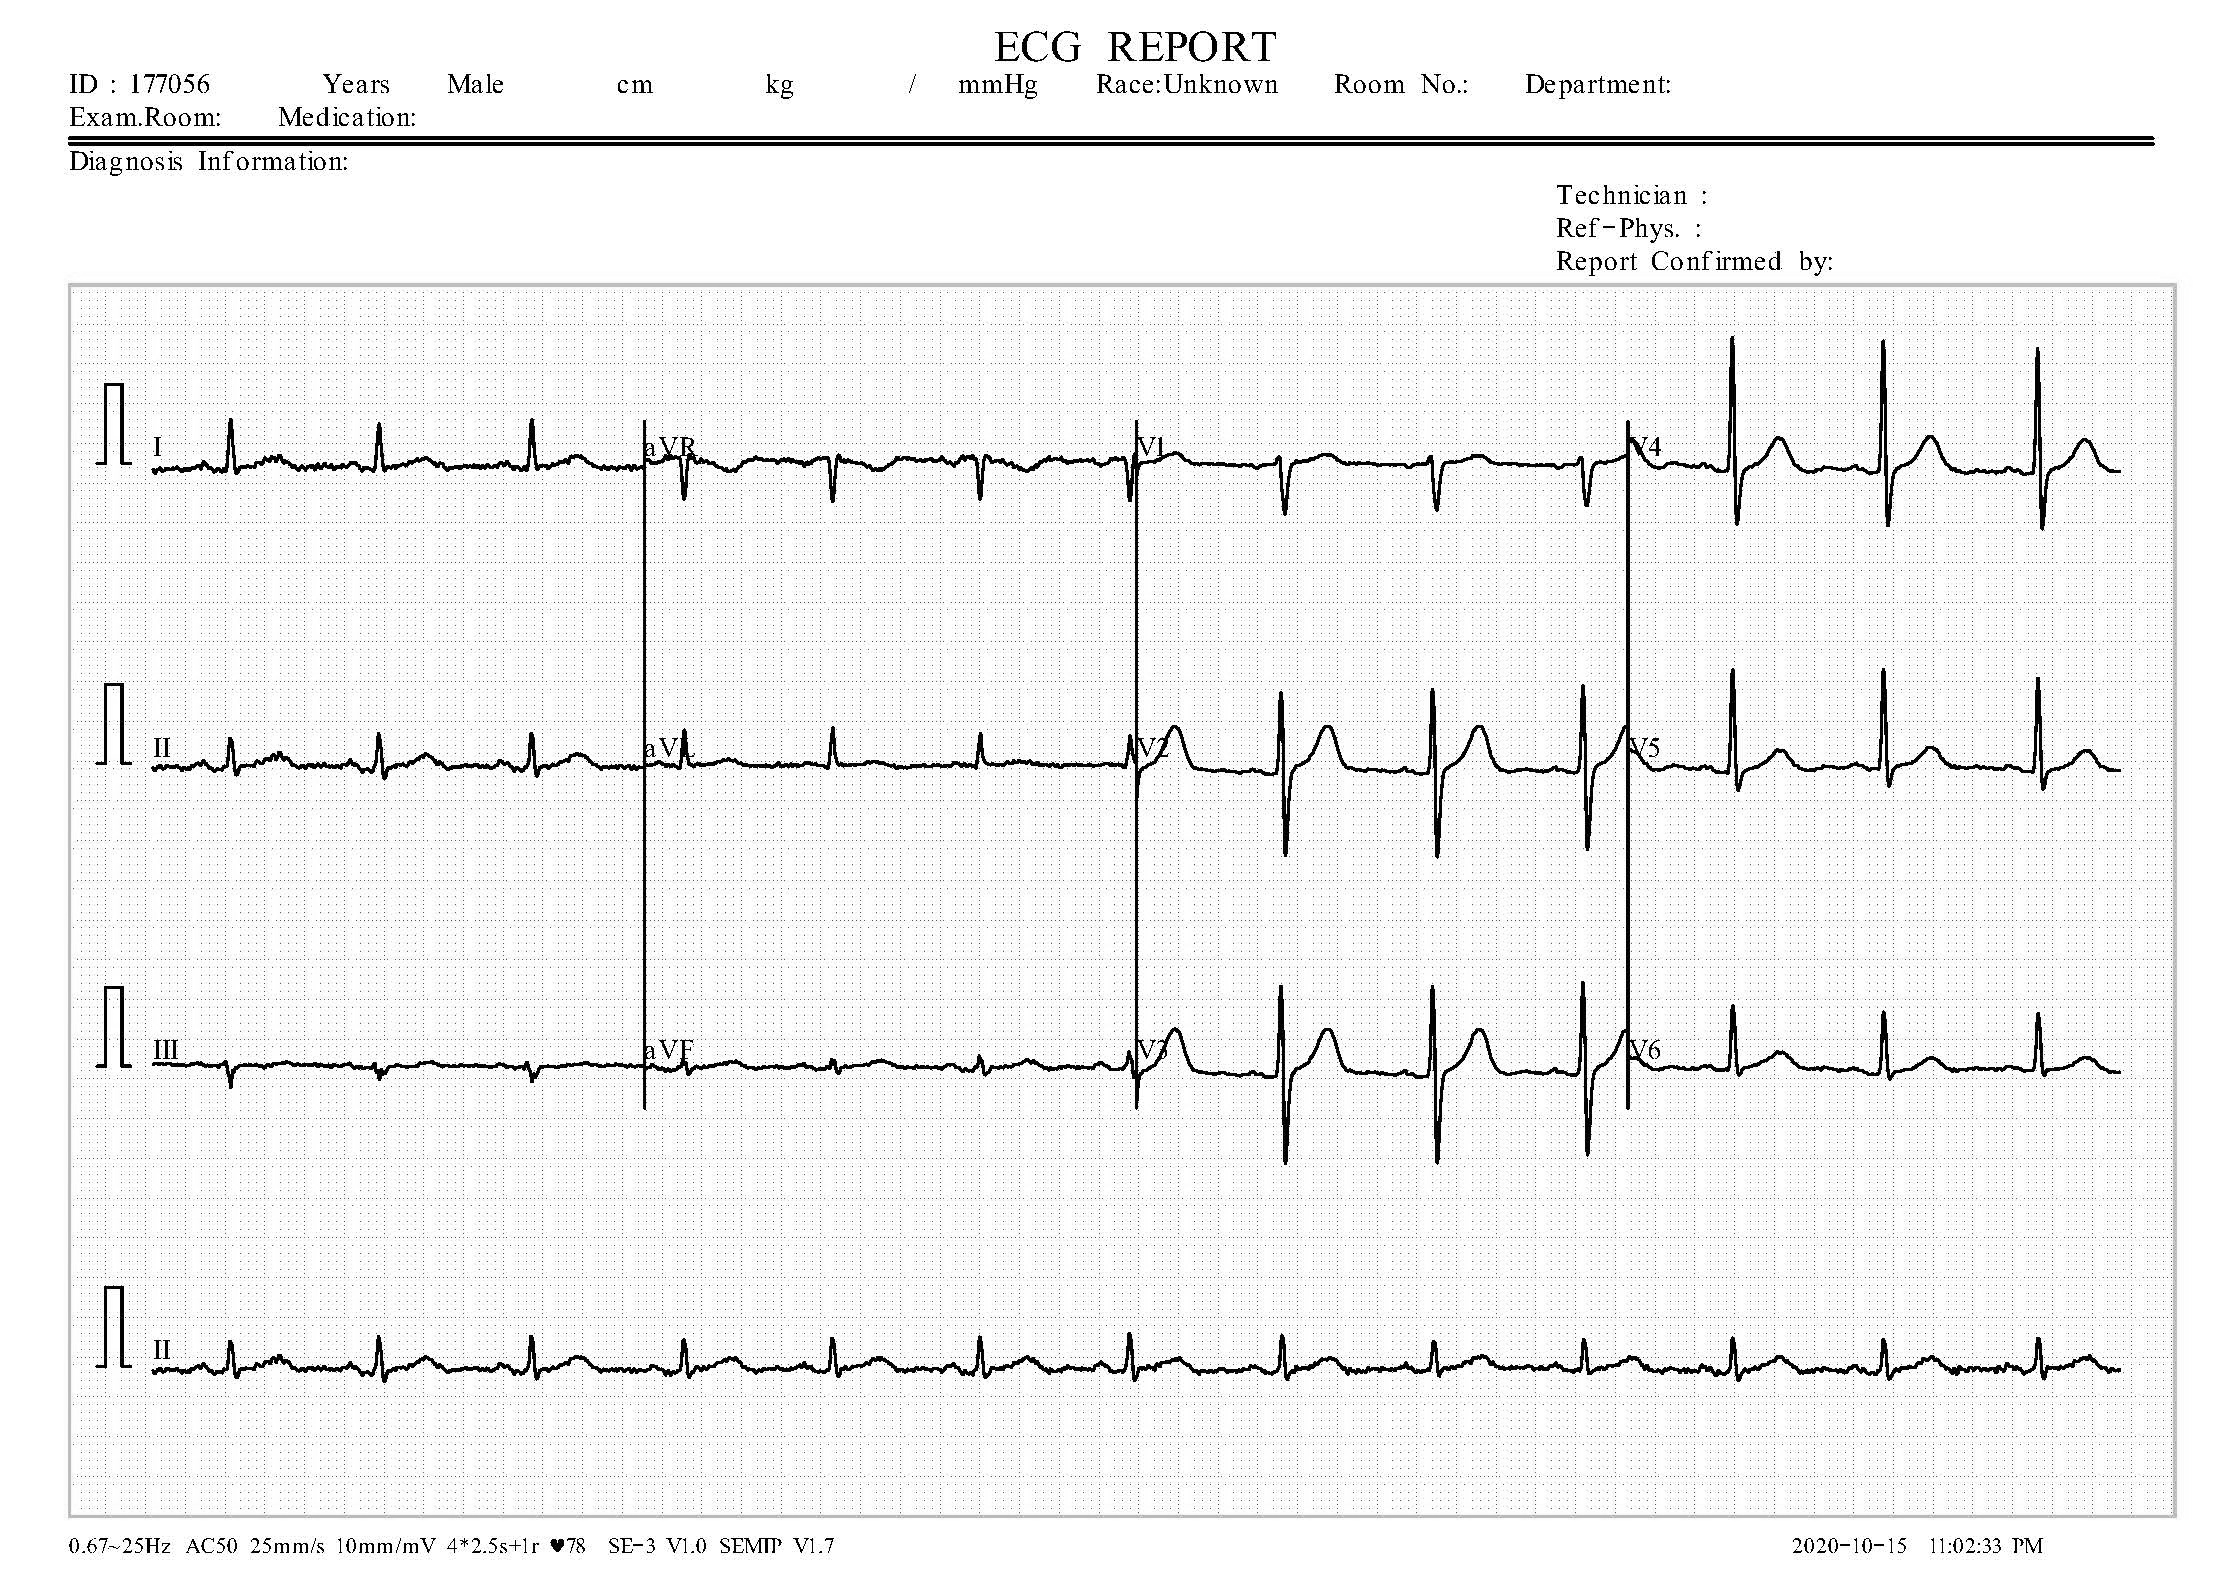 ECG REPORT
ID : 177056 Years Male cm kg / mmHg Race:Unknown Room No.: Department:
Exam.Room: Medication:
Diagnosis Information:
Technician :
Ref-Phys. :
Report Confirmed by:
I aVR V1 V4
II aVL V2 V5
III aVF V3 V6
II
0.67~25Hz AC50 25mm/s 10mm/mV 4*2.5s+1r ♥78 SE-3 V1.0 SEMIP V1.7
2020-10-15 11:02:33 PM